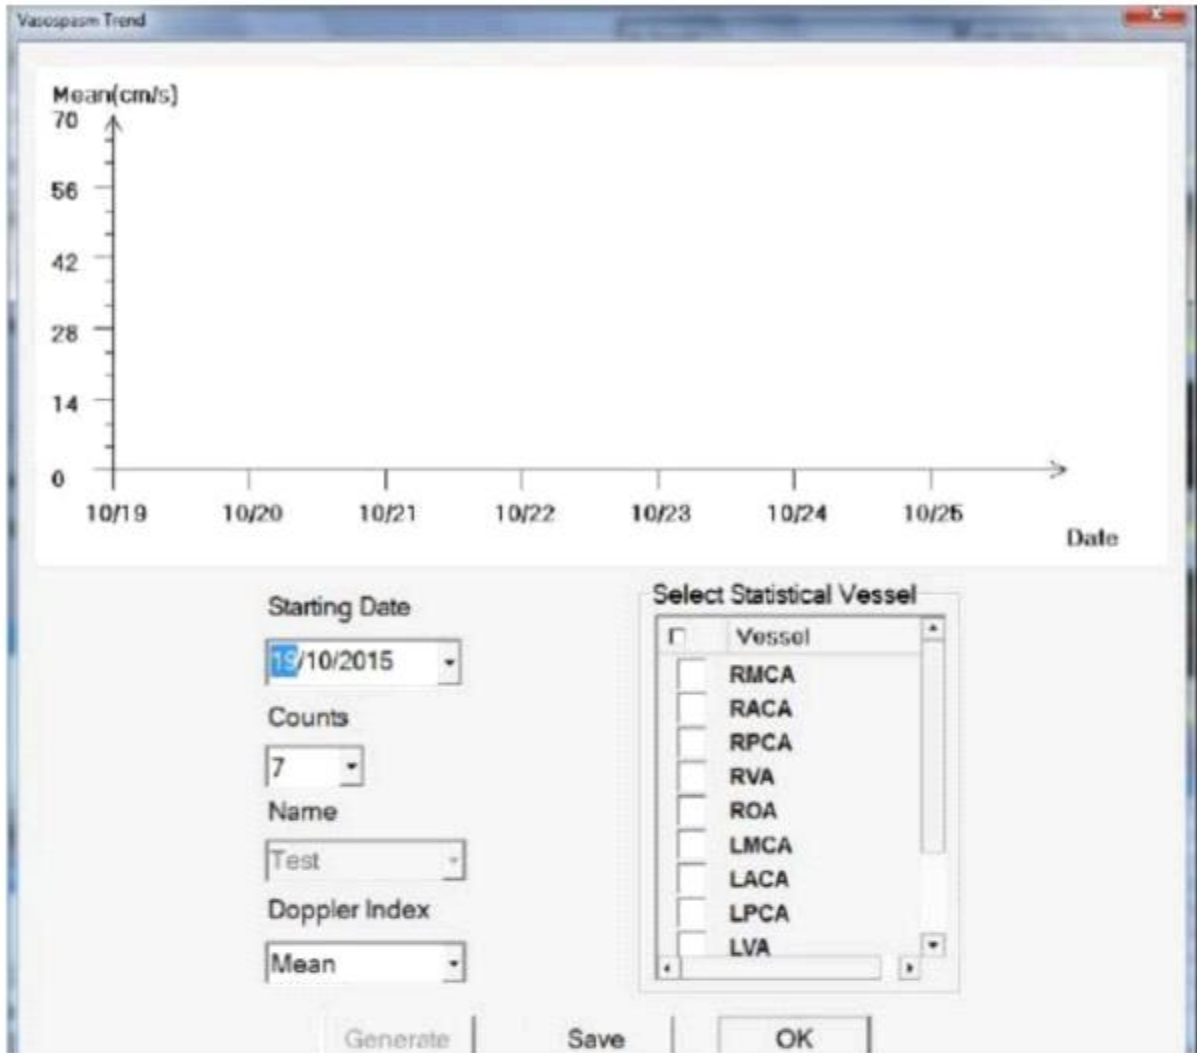 Vasospasm Trend
Mean(cm/s)
70
56
42
28
14
0
10/19 10/20 10/21 10/22 10/23 10/24 10/25
Date
Starting Date
19/10/2015
Counts
7
Name
Test
Doppler Index
Mean
Select Statistical Vessel
Vessel
RMCA
RACA
RPCA
RVA
ROA
LMCA
LACA
LPCA
LVA
Generate Save OK